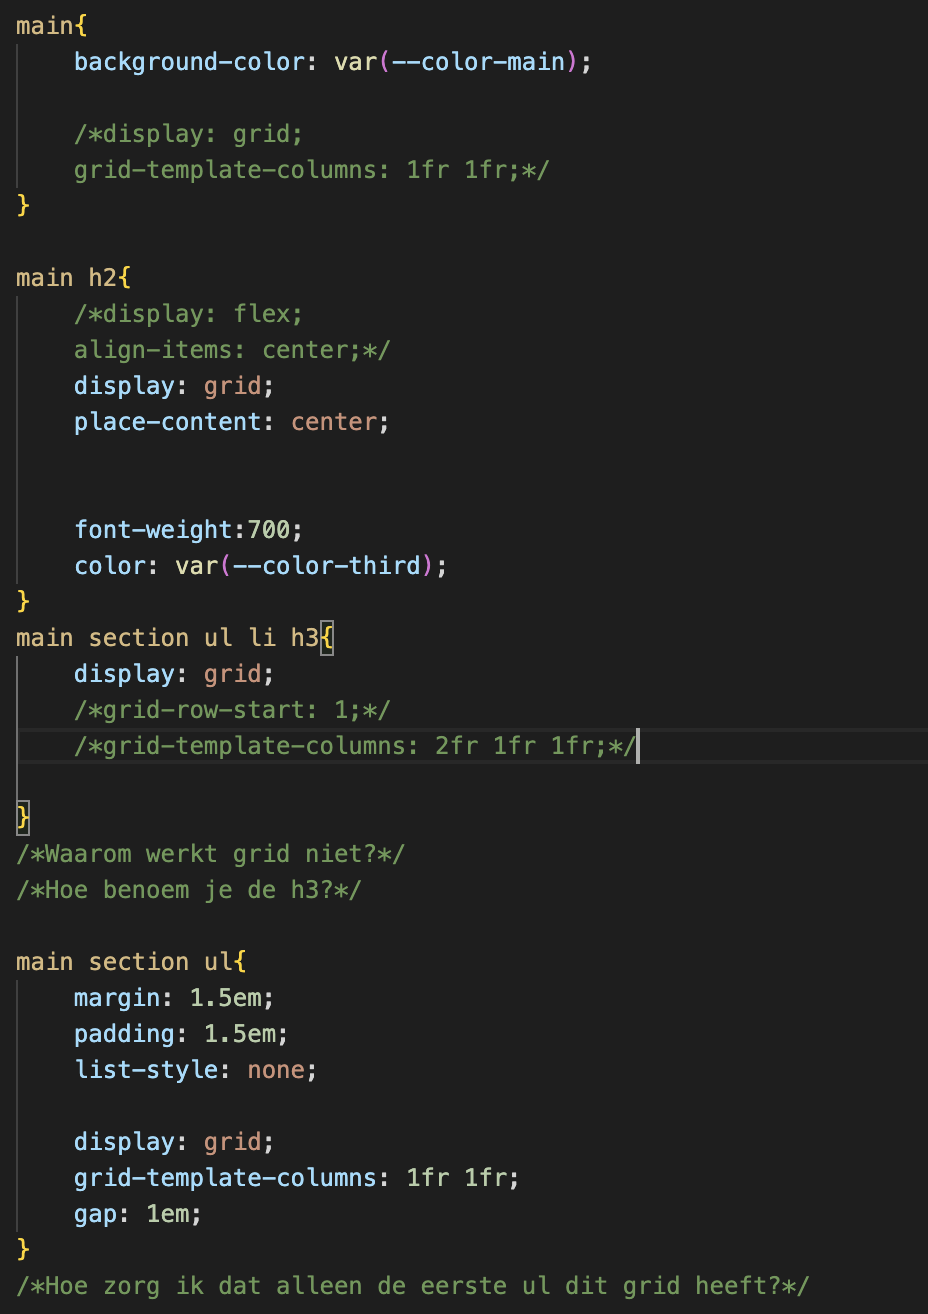 main{
background-color: var(--color-main);
/*display: grid;
grid-template-columns: 1fr 1fr;*/
}
main h2{
/*display: flex;
align-items: center;*/
display: grid;
place-content: center;
font-weight:700;
color: var(--color-third);
}
main section ul li h3{
display: grid;
/*grid-row-start: 1;*/
/*grid-template-columns: 2fr 1fr 1fr;*/
}
/*Waarom werkt grid niet?*/
/*Hoe benoem je de h3?*/
main section ul{
margin: 1.5em;
padding: 1.5em;
list-style: none;
display: grid;
grid-template-columns: 1fr 1fr;
gap: 1em;
}
/*Hoe zorg ik dat alleen de eerste ul dit grid heeft?*/